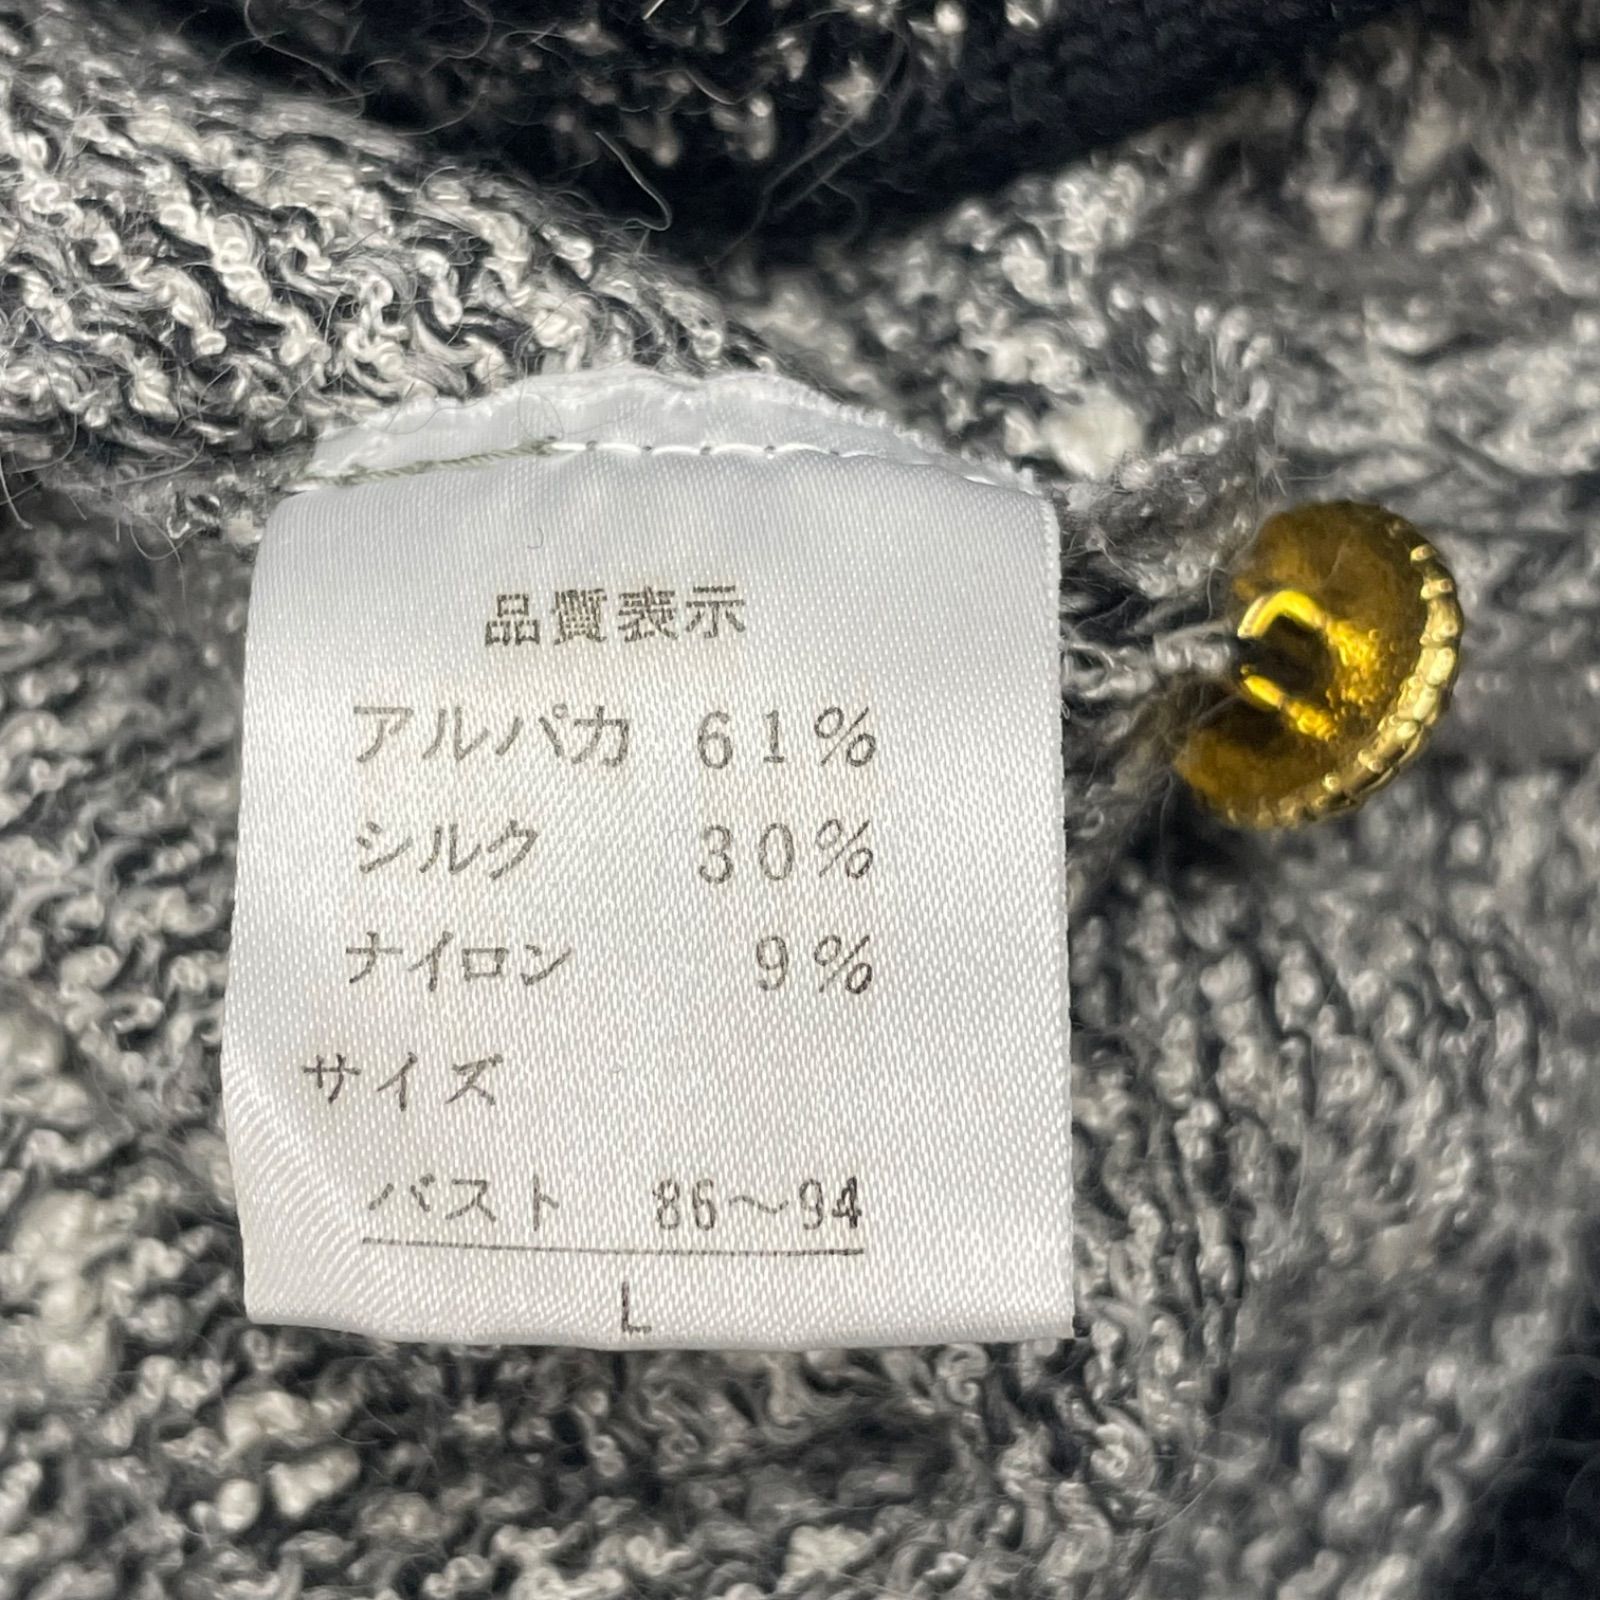 品質表示
アルパカ 61%
シルク 30%
ナイロン 9%
サイズ
バスト 86〜94
L